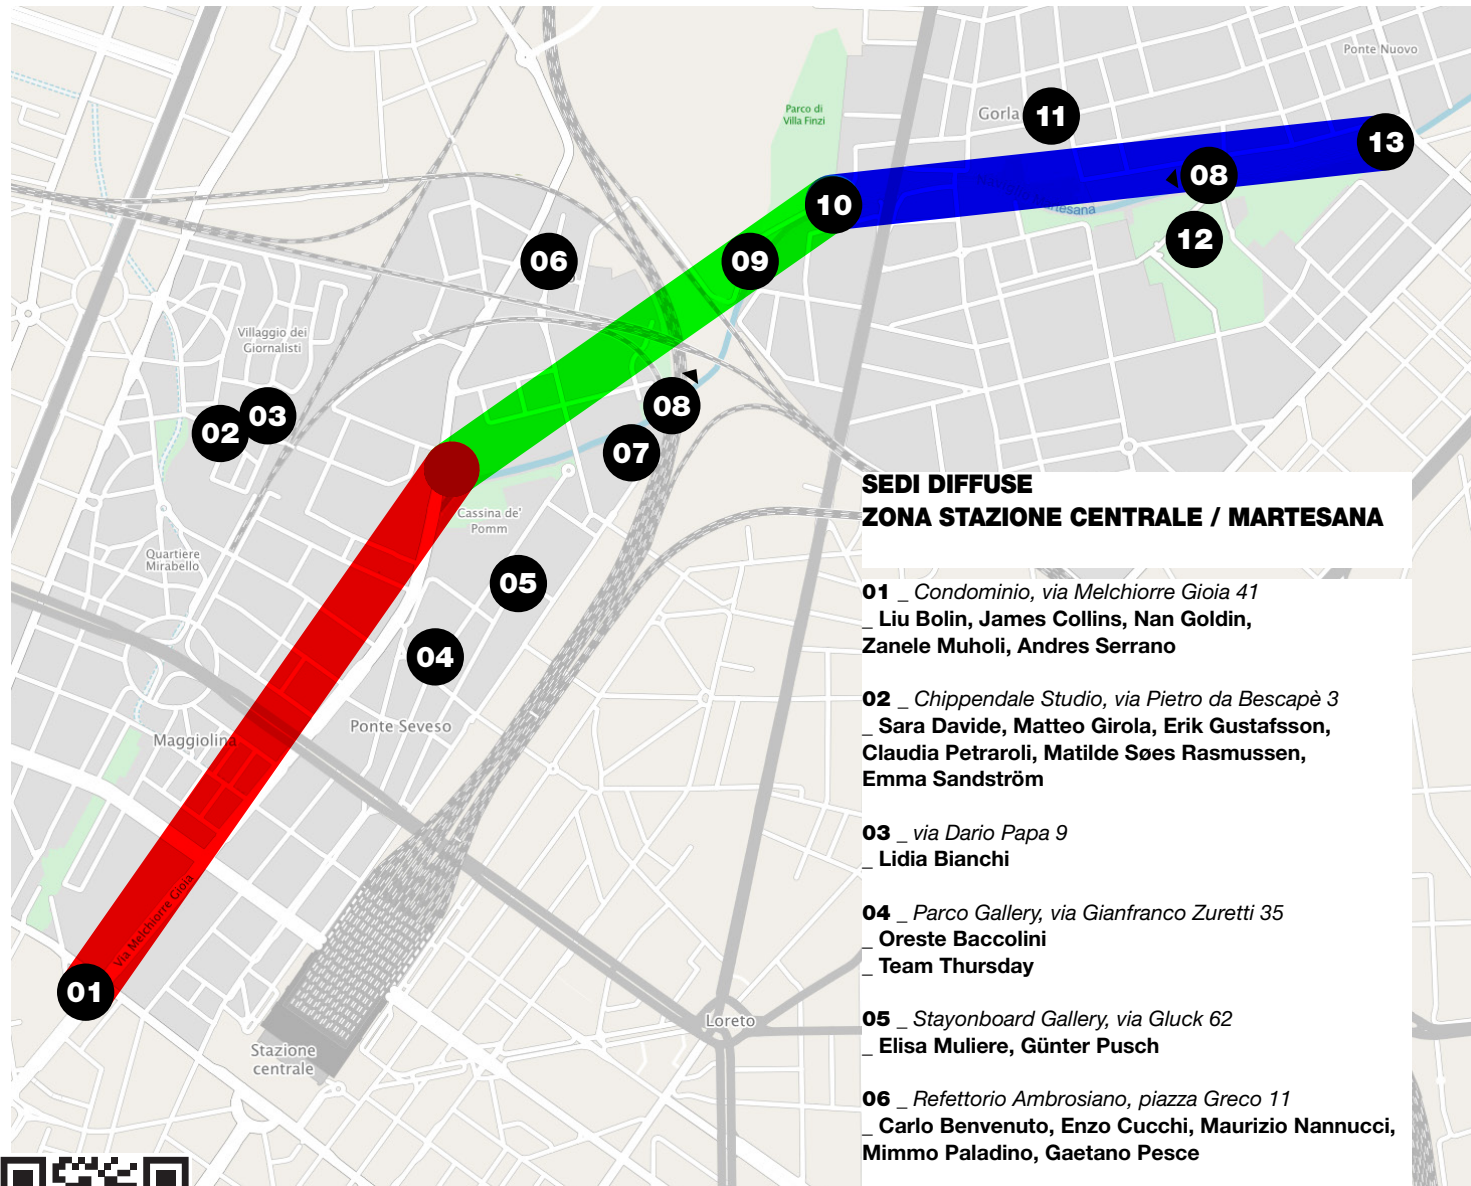 Ponte Nuovo
Parco di
Villa Finzi
Gorla
11
13
08
10
12
06
09
Villaggio dei
Giornalisti
08
03
02
07
Cassina de'
Pomm
Quartiere
Mirabello
05
04
Ponte Seveso
Maggiolina
Via Melchiorre Gioia
01
Loreto
Stazione
centrale
SEDI DIFFUSE
ZONA STAZIONE CENTRALE / MARTESANA
01 _ Condominio, via Melchiorre Gioia 41
_ Liu Bolin, James Collins, Nan Goldin,
Zanele Muholi, Andres Serrano
02 _ Chippendale Studio, via Pietro da Bescapè 3
_ Sara Davide, Matteo Girola, Erik Gustafsson,
Claudia Petraroli, Matilde Søes Rasmussen,
Emma Sandström
03 _ via Dario Papa 9
_ Lidia Bianchi
04 _ Parco Gallery, via Gianfranco Zuretti 35
_ Oreste Baccolini
_ Team Thursday
05 _ Stayonboard Gallery, via Gluck 62
_ Elisa Muliere, Günter Pusch
06 _ Refettorio Ambrosiano, piazza Greco 11
_ Carlo Benvenuto, Enzo Cucchi, Maurizio Nannucci,
Mimmo Paladino, Gaetano Pesce